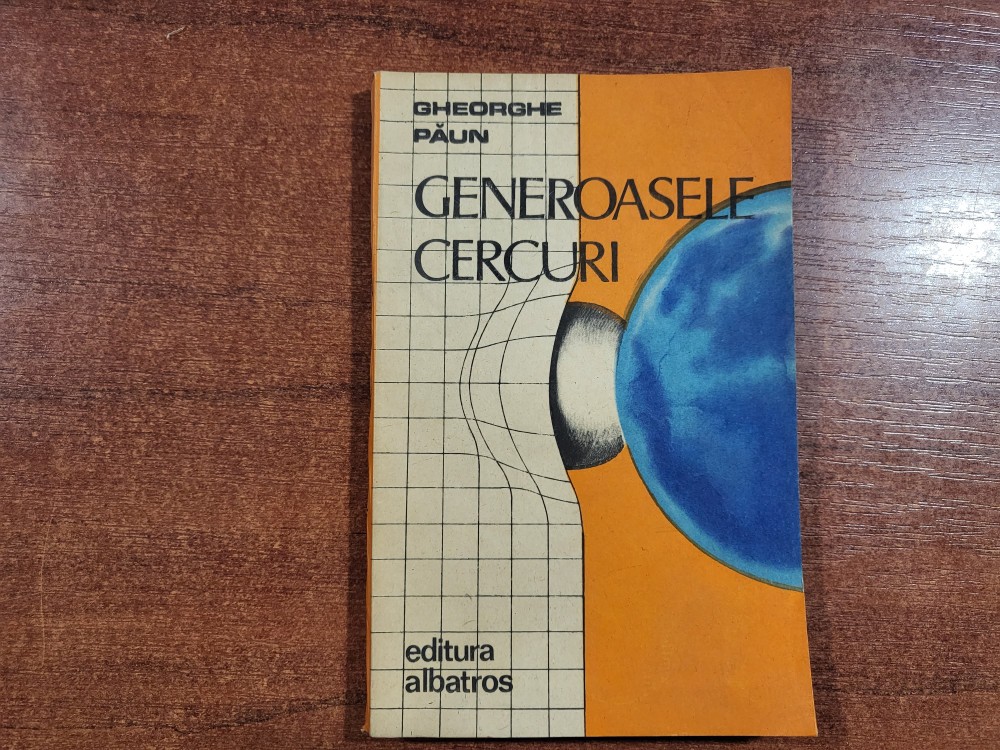 GHEORGHE
PĂUN
GENEROASELE
CERCURI
editura
albatros